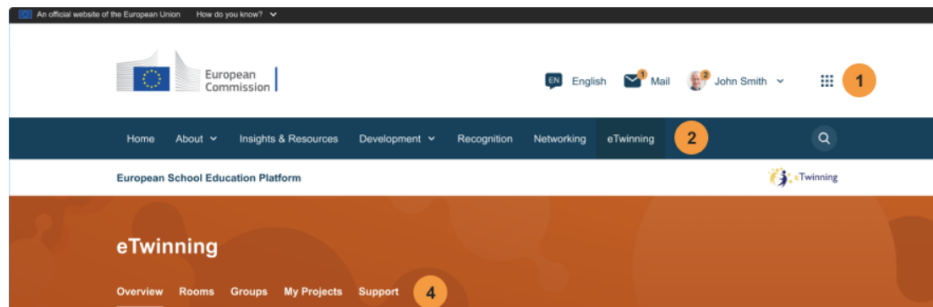 An official website of the European Union How do you know?
European
Commission
EN English 1 Mail 2 John Smith 1
Home About Insights & Resources Development Recognition Networking eTwinning 2
European School Education Platform eTwinning
eTwinning
Overview Rooms Groups My Projects Support 4